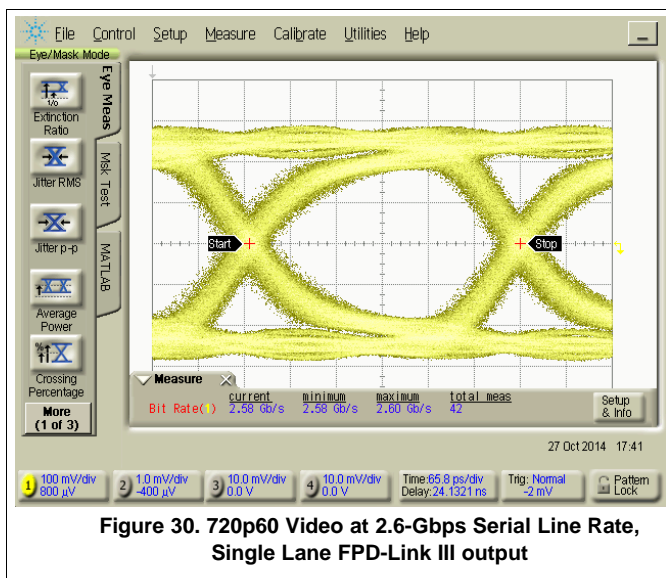 File Control Setup Measure Calibrate Utilities Help
Eye/Mask Mode
Eye Meas
Msk Test
MATLAB
1/0
Extinction
Ratio
Jitter RMS
Jitter p-p
Average
Power
%
Crossing
Percentage
More
(1 of 3)
Start
Stop
Measure
current minimum maximum total meas
Bit Rate(1) 2.58 Gb/s 2.58 Gb/s 2.60 Gb/s 42
Setup
& Info
27 Oct 2014 17:41
1 100 mV/div
800 µV
2 1.0 mV/div
-400 µV
3 10.0 mV/div
0.0 V
4 10.0 mV/div
0.0 V
Time:65.8 ps/div
Delay:24.1321 ns
Trig: Normal
-2 mV
Pattern
Lock
Figure 30. 720p60 Video at 2.6-Gbps Serial Line Rate,
Single Lane FPD-Link III output